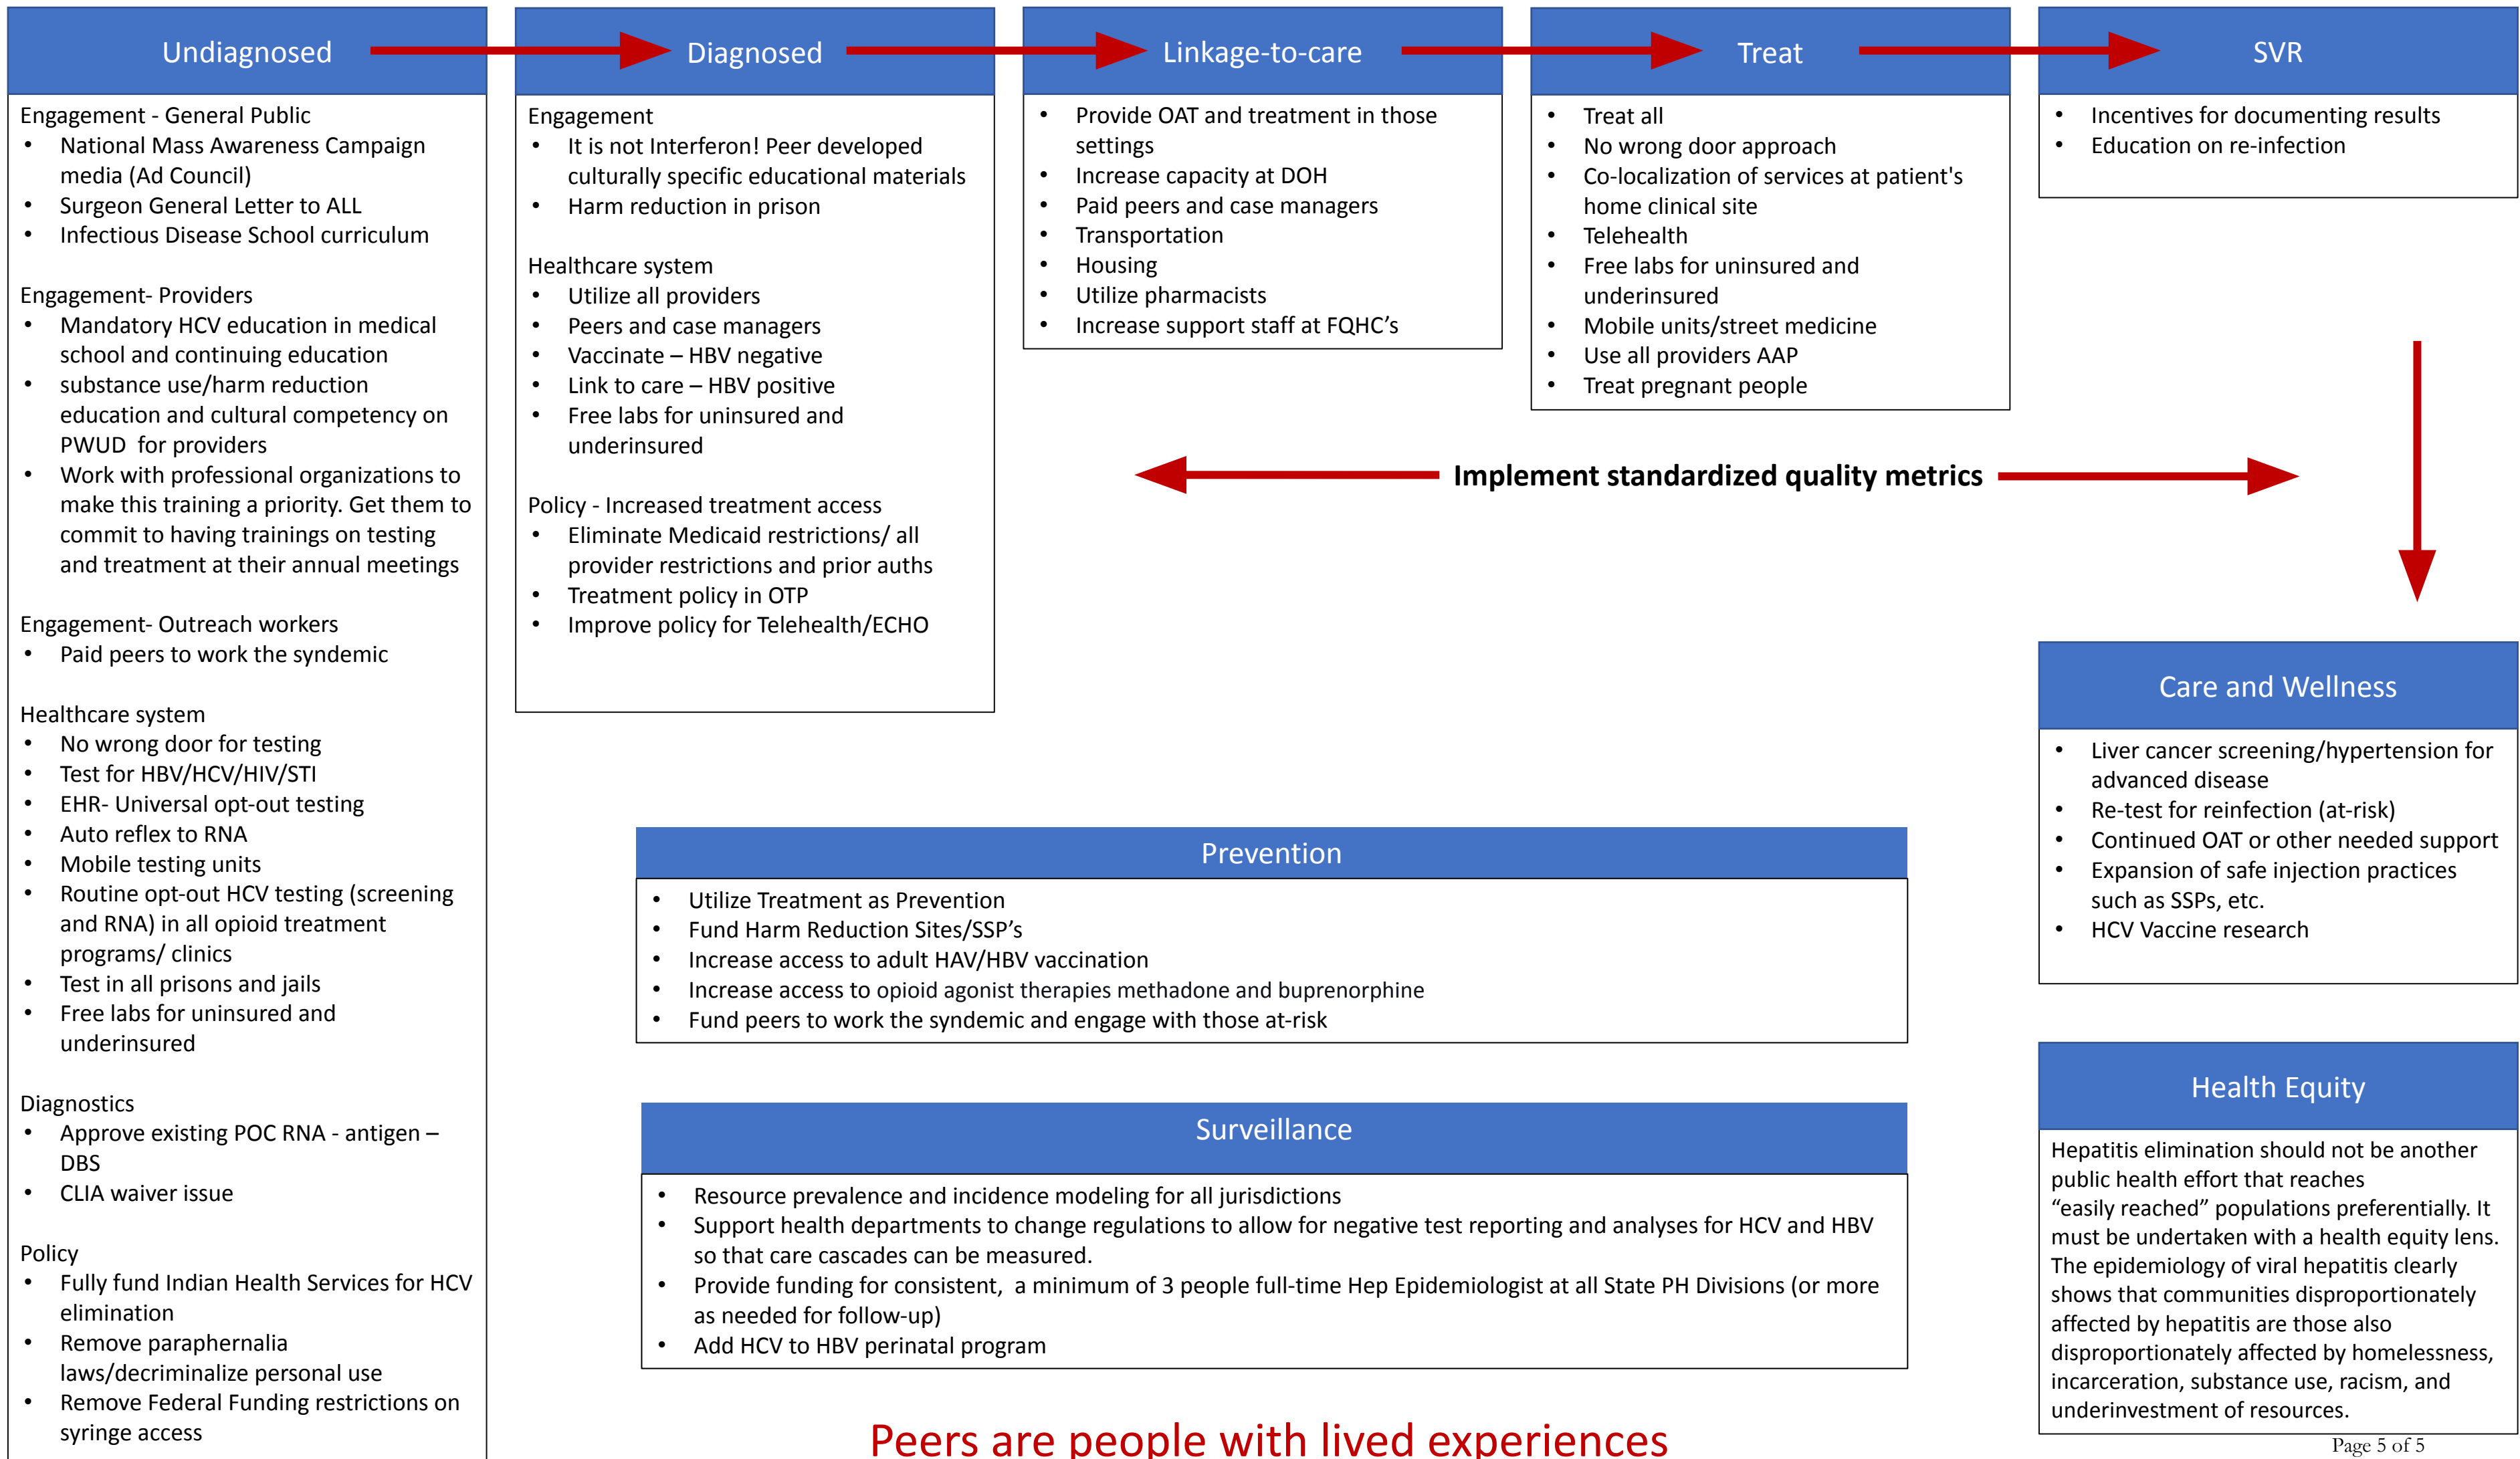 Undiagnosed
Engagement - General Public
• National Mass Awareness Campaign
media (Ad Council)
• Surgeon General Letter to ALL
• Infectious Disease School curriculum
Engagement- Providers
• Mandatory HCV education in medical
school and continuing education
• substance use/harm reduction
education and cultural competency on
PWUD for providers
• Work with professional organizations to
make this training a priority. Get them to
commit to having trainings on testing
and treatment at their annual meetings
Engagement- Outreach workers
• Paid peers to work the syndemic
Healthcare system
• No wrong door for testing
• Test for HBV/HCV/HIV/STI
• EHR- Universal opt-out testing
• Auto reflex to RNA
• Mobile testing units
• Routine opt-out HCV testing (screening
and RNA) in all opioid treatment
programs/ clinics
• Test in all prisons and jails
• Free labs for uninsured and
underinsured
Diagnostics
• Approve existing POC RNA - antigen –
DBS
• CLIA waiver issue
Policy
• Fully fund Indian Health Services for HCV
elimination
• Remove paraphernalia
laws/decriminalize personal use
• Remove Federal Funding restrictions on
syringe access
Diagnosed
Engagement
• It is not Interferon! Peer developed
culturally specific educational materials
• Harm reduction in prison
Healthcare system
• Utilize all providers
• Peers and case managers
• Vaccinate – HBV negative
• Link to care – HBV positive
• Free labs for uninsured and
underinsured
Policy - Increased treatment access
• Eliminate Medicaid restrictions/ all
provider restrictions and prior auths
• Treatment policy in OTP
• Improve policy for Telehealth/ECHO
Linkage-to-care
• Provide OAT and treatment in those
settings
• Increase capacity at DOH
• Paid peers and case managers
• Transportation
• Housing
• Utilize pharmacists
• Increase support staff at FQHC’s
Treat
• Treat all
• No wrong door approach
• Co-localization of services at patient's
home clinical site
• Telehealth
• Free labs for uninsured and
underinsured
• Mobile units/street medicine
• Use all providers AAP
• Treat pregnant people
SVR
• Incentives for documenting results
• Education on re-infection
Implement standardized quality metrics
Care and Wellness
• Liver cancer screening/hypertension for
advanced disease
• Re-test for reinfection (at-risk)
• Continued OAT or other needed support
• Expansion of safe injection practices
such as SSPs, etc.
• HCV Vaccine research
Prevention
• Utilize Treatment as Prevention
• Fund Harm Reduction Sites/SSP’s
• Increase access to adult HAV/HBV vaccination
• Increase access to opioid agonist therapies methadone and buprenorphine
• Fund peers to work the syndemic and engage with those at-risk
Surveillance
• Resource prevalence and incidence modeling for all jurisdictions
• Support health departments to change regulations to allow for negative test reporting and analyses for HCV and HBV
so that care cascades can be measured.
• Provide funding for consistent, a minimum of 3 people full-time Hep Epidemiologist at all State PH Divisions (or more
as needed for follow-up)
• Add HCV to HBV perinatal program
Health Equity
Hepatitis elimination should not be another
public health effort that reaches
“easily reached” populations preferentially. It
must be undertaken with a health equity lens.
The epidemiology of viral hepatitis clearly
shows that communities disproportionately
affected by hepatitis are those also
disproportionately affected by homelessness,
incarceration, substance use, racism, and
underinvestment of resources.
Peers are people with lived experiences
Page 5 of 5